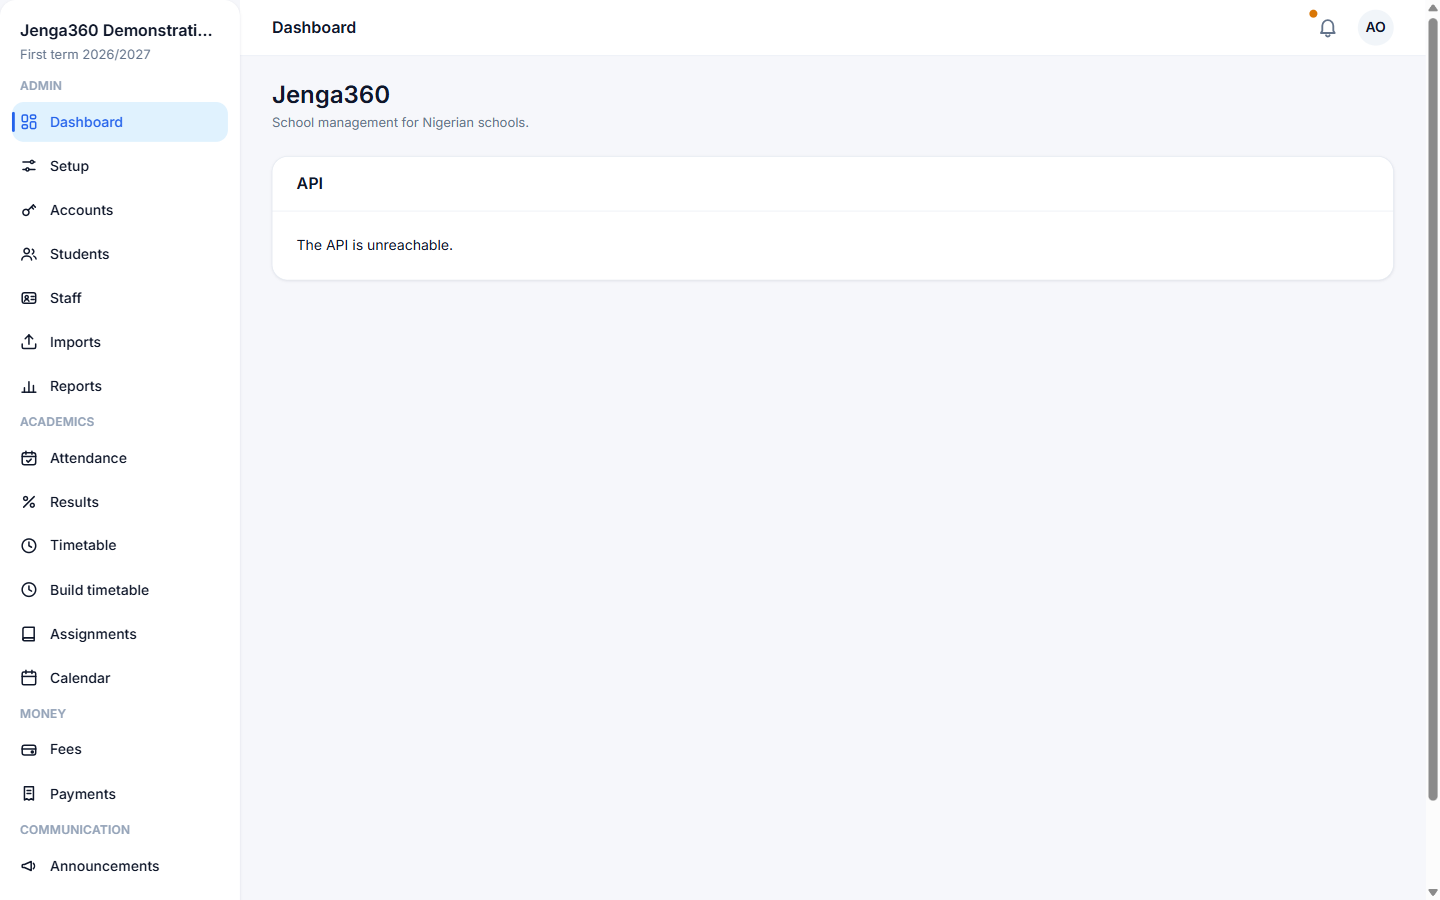 Jenga360 Demonstrati...
First term 2026/2027
ADMIN
Dashboard
Setup
Accounts
Students
Staff
Imports
Reports
ACADEMICS
Attendance
Results
Timetable
Build timetable
Assignments
Calendar
MONEY
Fees
Payments
COMMUNICATION
Announcements
Dashboard
AO
Jenga360
School management for Nigerian schools.
API
The API is unreachable.